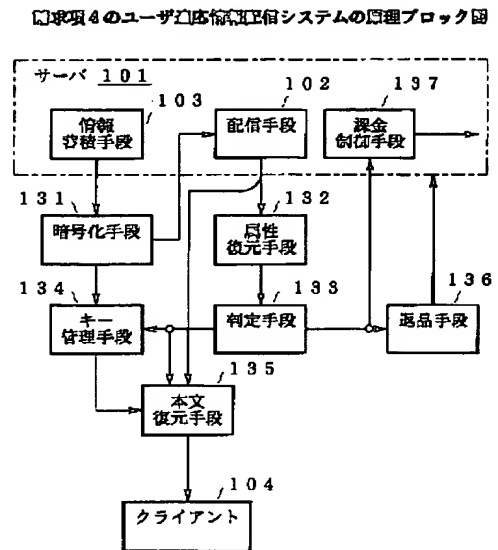 請求項4のユーザ適応情報配信システムの原理ブロック図
サーバ 101
103
102
137
情報
蓄積手段
配信手段
課金
制御手段
131
132
暗号化手段
属性
復元手段
134
133
136
キー
管理手段
判定手段
返品手段
135
本文
復元手段
104
クライアント